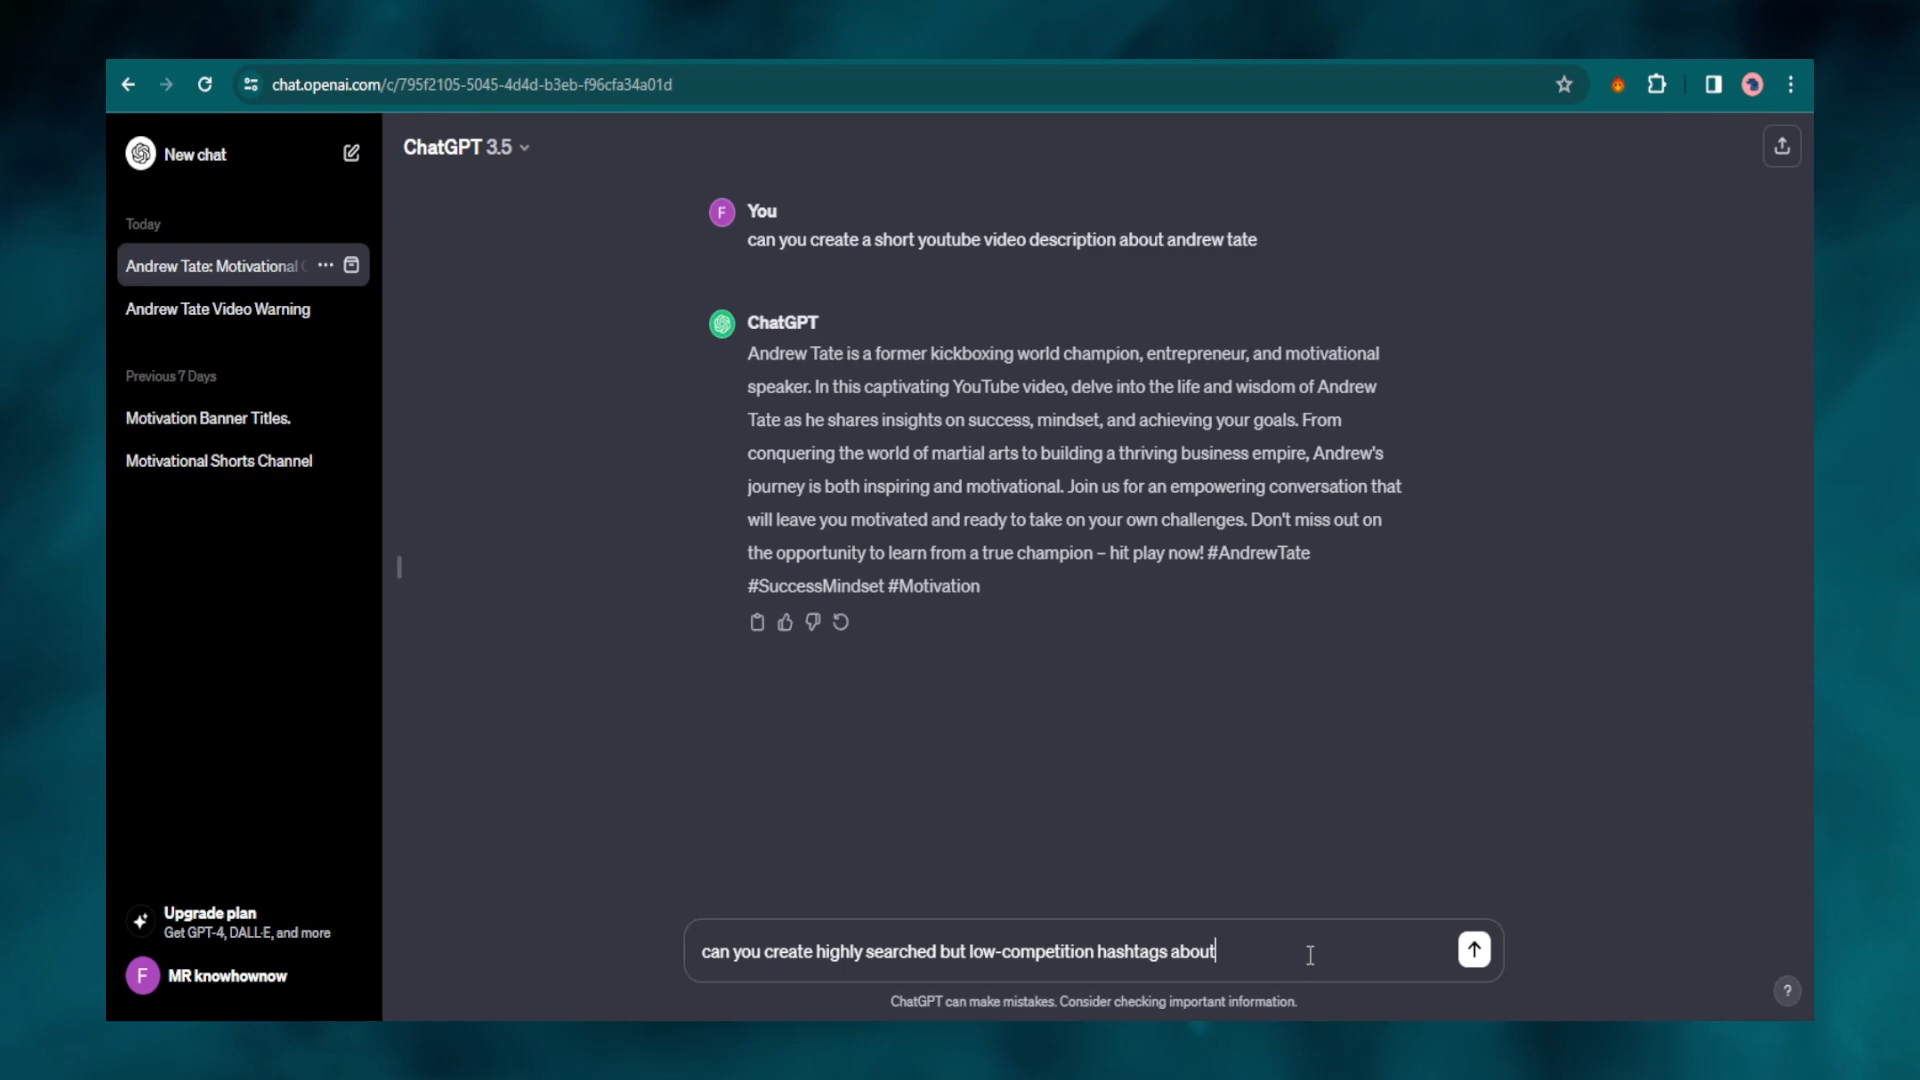 chat.openai.com/c/795f2105-5045-4d4d-b3eb-f96cfa34a01d
New chat
Today
Andrew Tate: Motivational
Andrew Tate Video Warning
Previous 7 Days
Motivation Banner Titles.
Motivational Shorts Channel
Upgrade plan
Get GPT-4, DALL·E, and more
F MR knowhownow
ChatGPT 3.5
F You
can you create a short youtube video description about andrew tate
ChatGPT
Andrew Tate is a former kickboxing world champion, entrepreneur, and motivational
speaker. In this captivating YouTube video, delve into the life and wisdom of Andrew
Tate as he shares insights on success, mindset, and achieving your goals. From
conquering the world of martial arts to building a thriving business empire, Andrew's
journey is both inspiring and motivational. Join us for an empowering conversation that
will leave you motivated and ready to take on your own challenges. Don't miss out on
the opportunity to learn from a true champion – hit play now! #AndrewTate
#SuccessMindset #Motivation
can you create highly searched but low-competition hashtags about
ChatGPT can make mistakes. Consider checking important information.
?